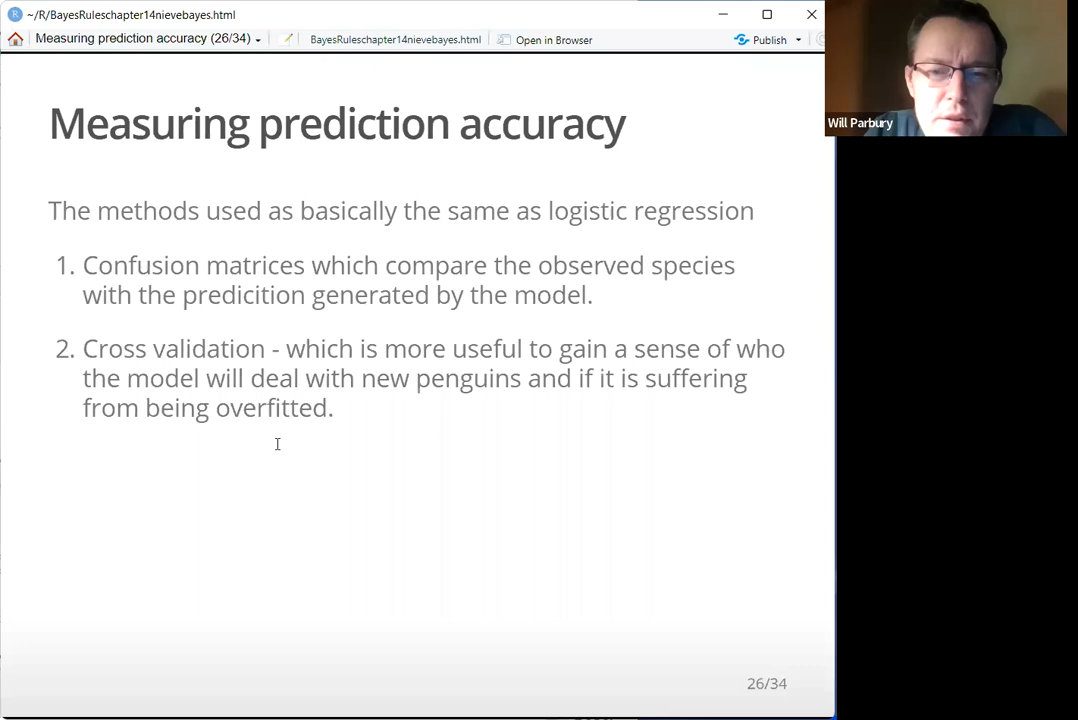 ~/R/BayesRuleschapter14nievebayes.html
Measuring prediction accuracy (26/34)
BayesRuleschapter14nievebayes.html
Open in Browser
Publish
Will Parbury
Measuring prediction accuracy
The methods used as basically the same as logistic regression
1. Confusion matrices which compare the observed species
with the predicition generated by the model.
2. Cross validation - which is more useful to gain a sense of who
the model will deal with new penguins and if it is suffering
from being overfitted.
26/34